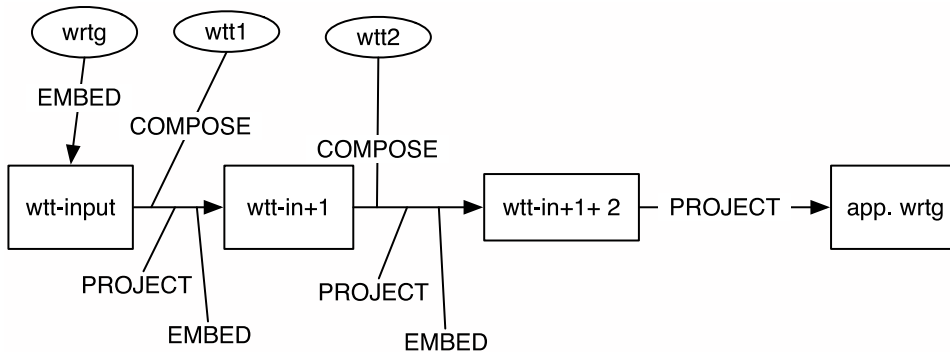 wrtg
wtt1
wtt2
EMBED
COMPOSE
COMPOSE
wtt-input
wtt-in+1
wtt-in+1+ 2
PROJECT
app. wrtg
PROJECT
PROJECT
EMBED
EMBED